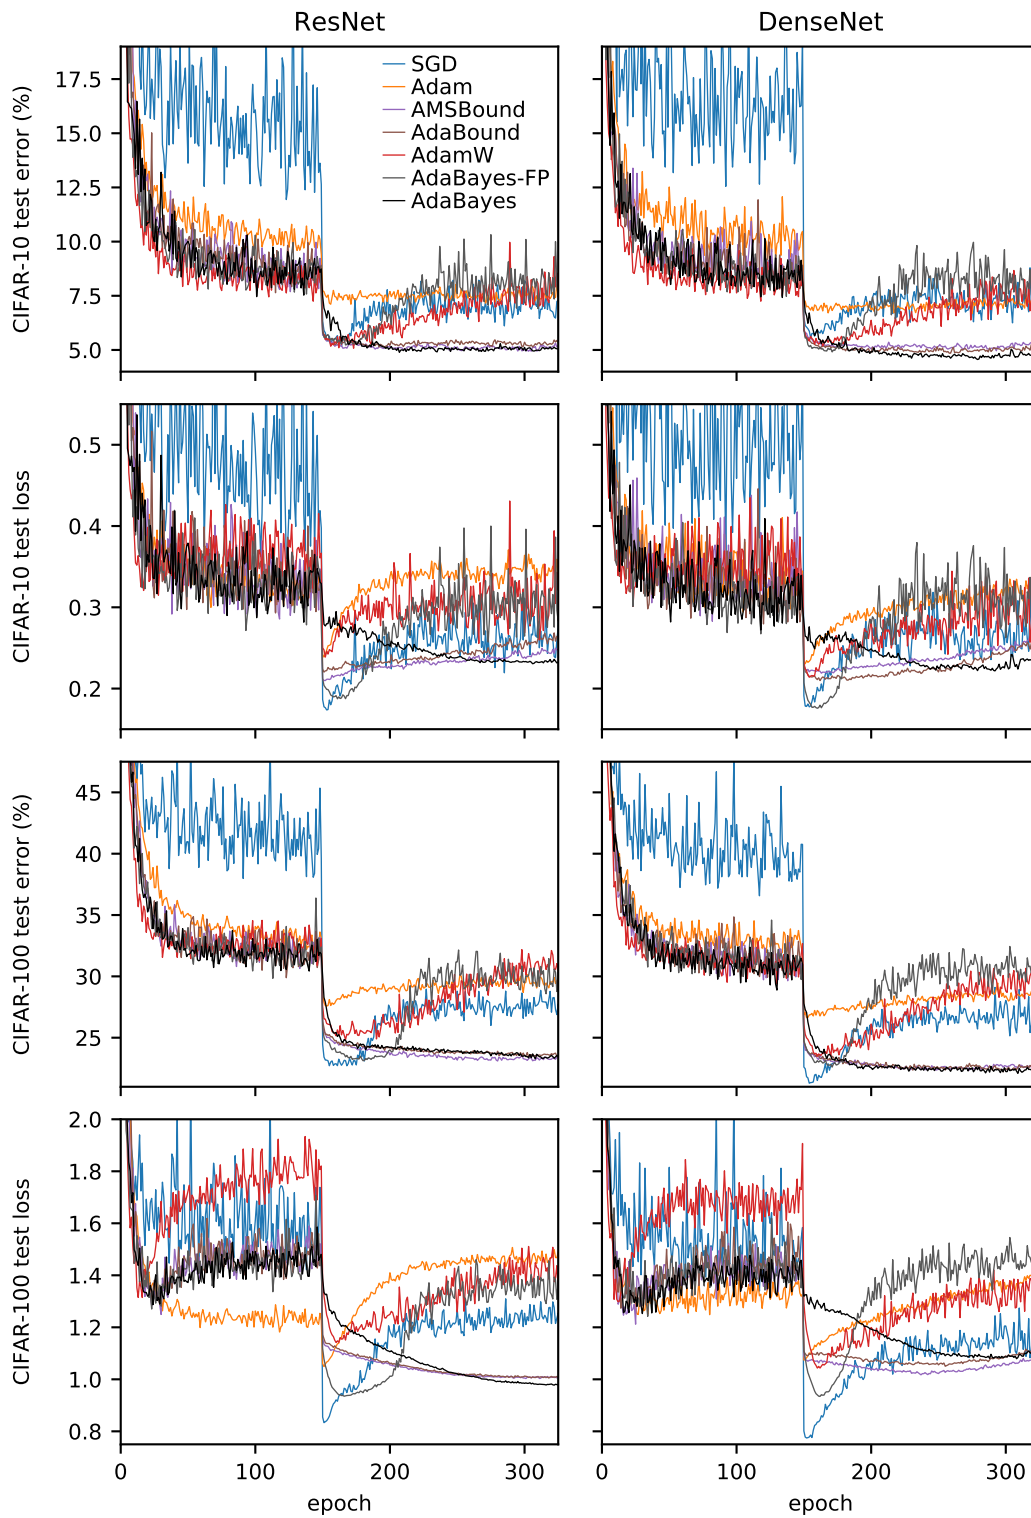 ResNet
DenseNet
CIFAR-10 test error (%)
17.5
15.0
12.5
10.0
7.5
5.0
SGD
Adam
AMSBound
AdaBound
AdamW
AdaBayes-FP
AdaBayes
CIFAR-10 test loss
0.5
0.4
0.3
0.2
CIFAR-100 test error (%)
45
40
35
30
25
CIFAR-100 test loss
2.0
1.8
1.6
1.4
1.2
1.0
0.8
0 100 200 300
0 100 200 300
epoch
epoch